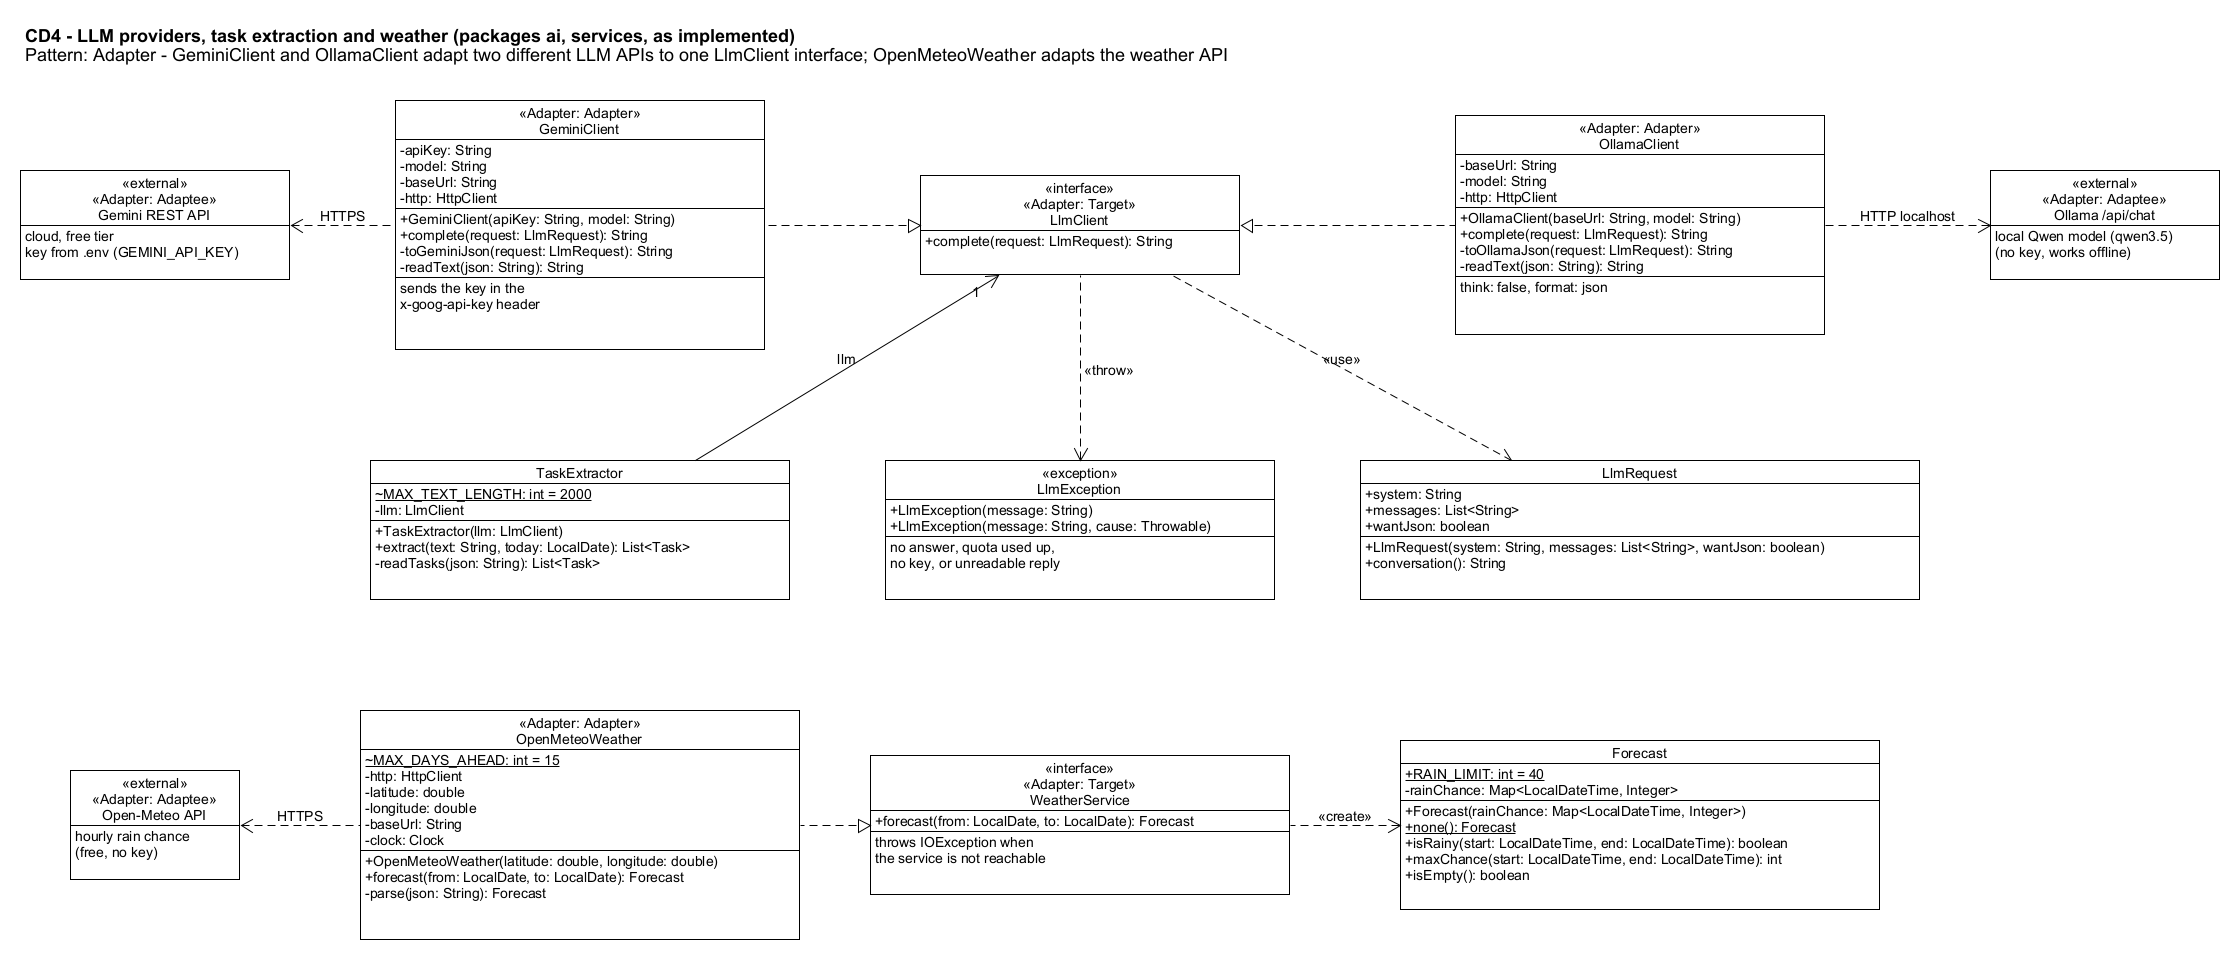 CD4 - LLM providers, task extraction and weather (packages ai, services, as implemented)
Pattern: Adapter - GeminiClient and OllamaClient adapt two different LLM APIs to one LlmClient interface; OpenMeteoWeather adapts the weather API
«external»
«Adapter: Adaptee»
Gemini REST API
cloud, free tier
key from .env (GEMINI_API_KEY)
HTTPS
«Adapter: Adapter»
GeminiClient
-apiKey: String
-model: String
-baseUrl: String
-http: HttpClient
+GeminiClient(apiKey: String, model: String)
+complete(request: LlmRequest): String
-toGeminiJson(request: LlmRequest): String
-readText(json: String): String
sends the key in the
x-goog-api-key header
«interface»
«Adapter: Target»
LlmClient
+complete(request: LlmRequest): String
«Adapter: Adapter»
OllamaClient
-baseUrl: String
-model: String
-http: HttpClient
+OllamaClient(baseUrl: String, model: String)
+complete(request: LlmRequest): String
-toOllamaJson(request: LlmRequest): String
-readText(json: String): String
think: false, format: json
HTTP localhost
«external»
«Adapter: Adaptee»
Ollama /api/chat
local Qwen model (qwen3.5)
(no key, works offline)
1
llm
«throw»
«use»
TaskExtractor
~MAX_TEXT_LENGTH: int = 2000
-llm: LlmClient
+TaskExtractor(llm: LlmClient)
+extract(text: String, today: LocalDate): List<Task>
-readTasks(json: String): List<Task>
«exception»
LlmException
+LlmException(message: String)
+LlmException(message: String, cause: Throwable)
no answer, quota used up,
no key, or unreadable reply
LlmRequest
+system: String
+messages: List<String>
+wantJson: boolean
+LlmRequest(system: String, messages: List<String>, wantJson: boolean)
+conversation(): String
«external»
«Adapter: Adaptee»
Open-Meteo API
hourly rain chance
(free, no key)
HTTPS
«Adapter: Adapter»
OpenMeteoWeather
~MAX_DAYS_AHEAD: int = 15
-http: HttpClient
-latitude: double
-longitude: double
-baseUrl: String
-clock: Clock
+OpenMeteoWeather(latitude: double, longitude: double)
+forecast(from: LocalDate, to: LocalDate): Forecast
-parse(json: String): Forecast
«interface»
«Adapter: Target»
WeatherService
+forecast(from: LocalDate, to: LocalDate): Forecast
throws IOException when
the service is not reachable
«create»
Forecast
+RAIN_LIMIT: int = 40
-rainChance: Map<LocalDateTime, Integer>
+Forecast(rainChance: Map<LocalDateTime, Integer>)
+none(): Forecast
+isRainy(start: LocalDateTime, end: LocalDateTime): boolean
+maxChance(start: LocalDateTime, end: LocalDateTime): int
+isEmpty(): boolean